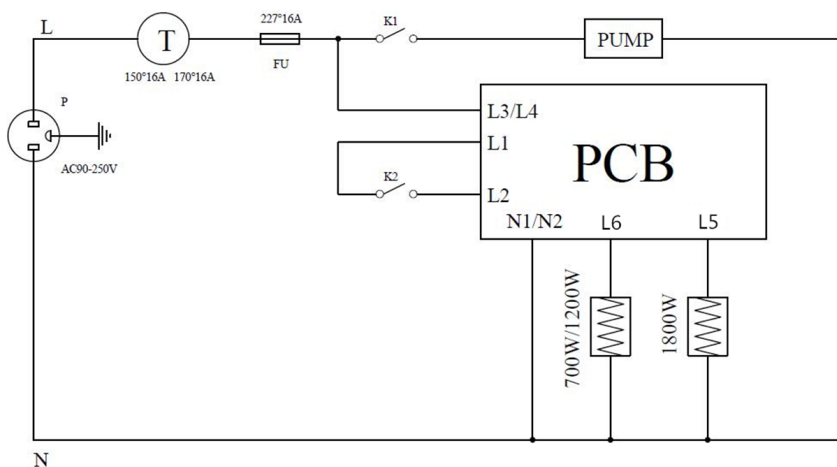 L
T
150°16A 170°16A
227°16A
FU
K1
PUMP
P
AC90-250V
L3/L4
L1
K2
L2
PCB
N1/N2
L6
L5
700W/1200W
1800W
N